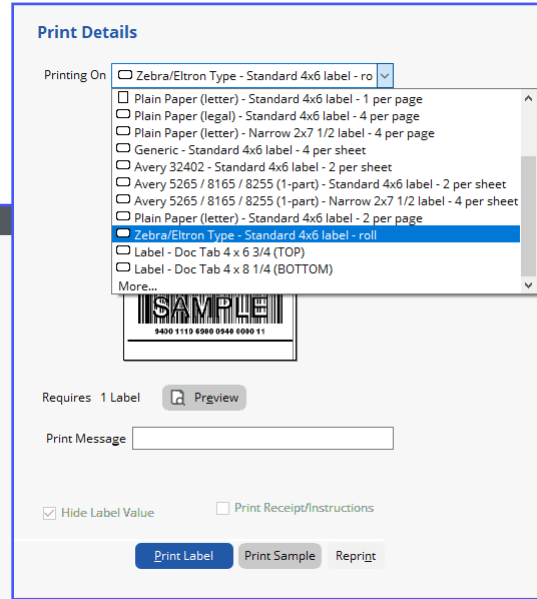 Print Details
Printing On Zebra/Eltron Type - Standard 4x6 label - ro
Plain Paper (letter) - Standard 4x6 label - 1 per page
Plain Paper (legal) - Standard 4x6 label - 4 per page
Plain Paper (letter) - Narrow 2x7 1/2 label - 4 per page
Generic - Standard 4x6 label - 4 per sheet
Avery 32402 - Standard 4x6 label - 2 per sheet
Avery 5265 / 8165 / 8255 (1-part) - Standard 4x6 label - 2 per sheet
Avery 5265 / 8165 / 8255 (1-part) - Narrow 2x7 1/2 label - 4 per sheet
Plain Paper (letter) - Standard 4x6 label - 2 per page
Zebra/Eltron Type - Standard 4x6 label - roll
Label - Doc Tab 4 x 6 3/4 (TOP)
Label - Doc Tab 4 x 8 1/4 (BOTTOM)
More...
SAMPLE
9400 1110 6900 0940 0000 11
Requires 1 Label Preview
Print Message
Hide Label Value Print Receipt/Instructions
Print Label Print Sample Reprint